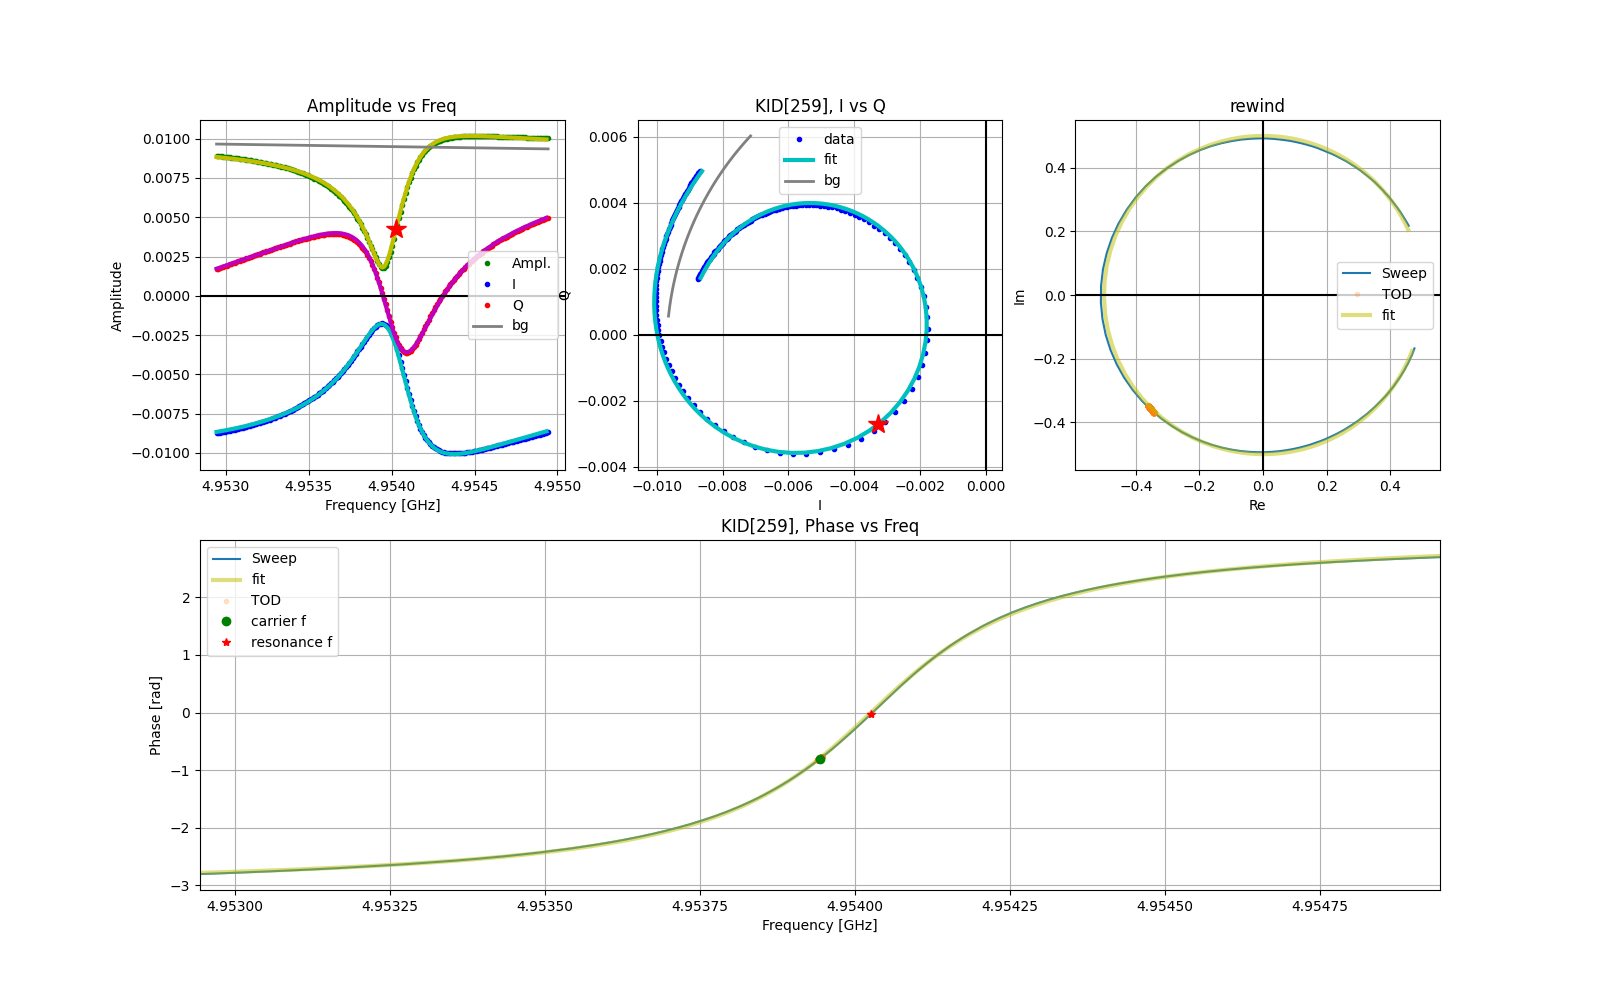 Amplitude vs Freq
0.0100
0.0075
0.0050
0.0025
0.0000
−0.0025
−0.0050
−0.0075
−0.0100
Amplitude
Ampl.
I
Q
bg
4.9530 4.9535 4.9540 4.9545 4.9550
Frequency [GHz]
KID[259], I vs Q
0.006
0.004
0.002
0.000
−0.002
−0.004
Q
data
fit
bg
−0.010 −0.008 −0.006 −0.004 −0.002 0.000
I
rewind
0.4
0.2
0.0
−0.2
−0.4
Im
Sweep
TOD
fit
−0.4 −0.2 0.0 0.2 0.4
Re
KID[259], Phase vs Freq
2
1
0
−1
−2
−3
Phase [rad]
Sweep
fit
TOD
carrier f
resonance f
4.95300 4.95325 4.95350 4.95375 4.95400 4.95425 4.95450 4.95475
Frequency [GHz]